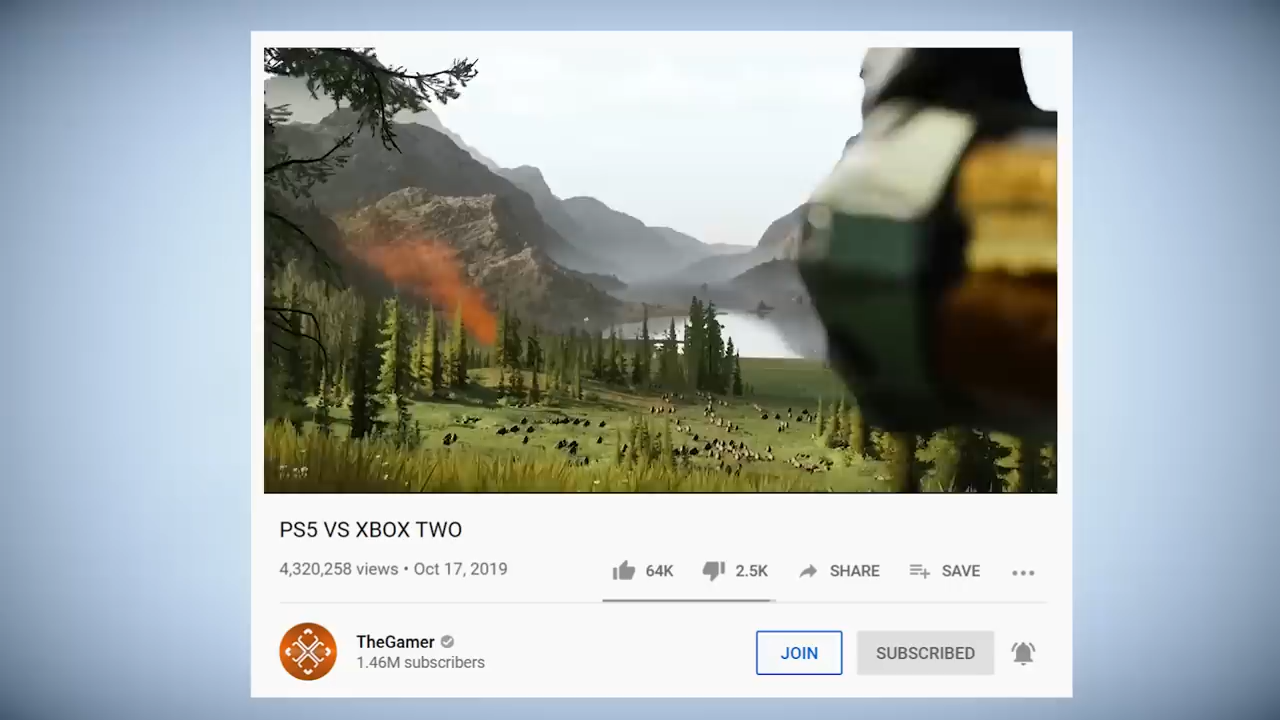 PS5 VS XBOX TWO
4,320,258 views • Oct 17, 2019
64K
2.5K
SHARE
SAVE
TheGamer
1.46M subscribers
JOIN
SUBSCRIBED